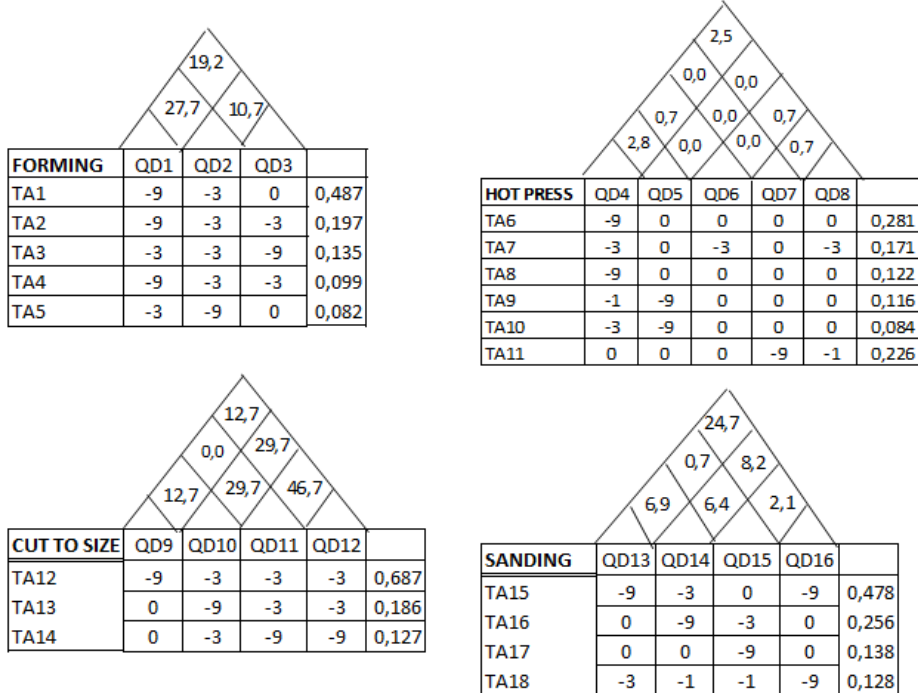 19,2
27,7 10,7
FORMING QD1 QD2 QD3
TA1 -9 -3 0 0,487
TA2 -9 -3 -3 0,197
TA3 -3 -3 -9 0,135
TA4 -9 -3 -3 0,099
TA5 -3 -9 0 0,082
2,5
0,0 0,0
0,7 0,0 0,7
2,8 0,0 0,0 0,7
HOT PRESS QD4 QD5 QD6 QD7 QD8
TA6 -9 0 0 0 0 0,281
TA7 -3 0 -3 0 -3 0,171
TA8 -9 0 0 0 0 0,122
TA9 -1 -9 0 0 0 0,116
TA10 -3 -9 0 0 0 0,084
TA11 0 0 0 -9 -1 0,226
12,7
0,0 29,7
12,7 29,7 46,7
CUT TO SIZE QD9 QD10 QD11 QD12
TA12 -9 -3 -3 -3 0,687
TA13 0 -9 -3 -3 0,186
TA14 0 -3 -9 -9 0,127
24,7
0,7 8,2
6,9 6,4 2,1
SANDING QD13 QD14 QD15 QD16
TA15 -9 -3 0 -9 0,478
TA16 0 -9 -3 0 0,256
TA17 0 0 -9 0 0,138
TA18 -3 -1 -1 -9 0,128